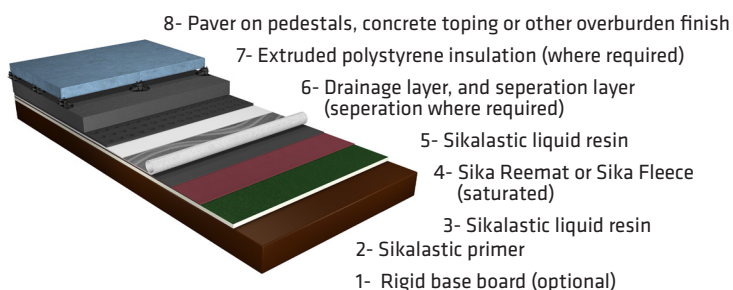 8- Paver on pedestals, concrete toping or other overburden finish
7- Extruded polystyrene insulation (where required)
6- Drainage layer, and seperation layer
(seperation where required)
5- Sikalastic liquid resin
4- Sika Reemat or Sika Fleece
(saturated)
3- Sikalastic liquid resin
2- Sikalastic primer
1- Rigid base board (optional)